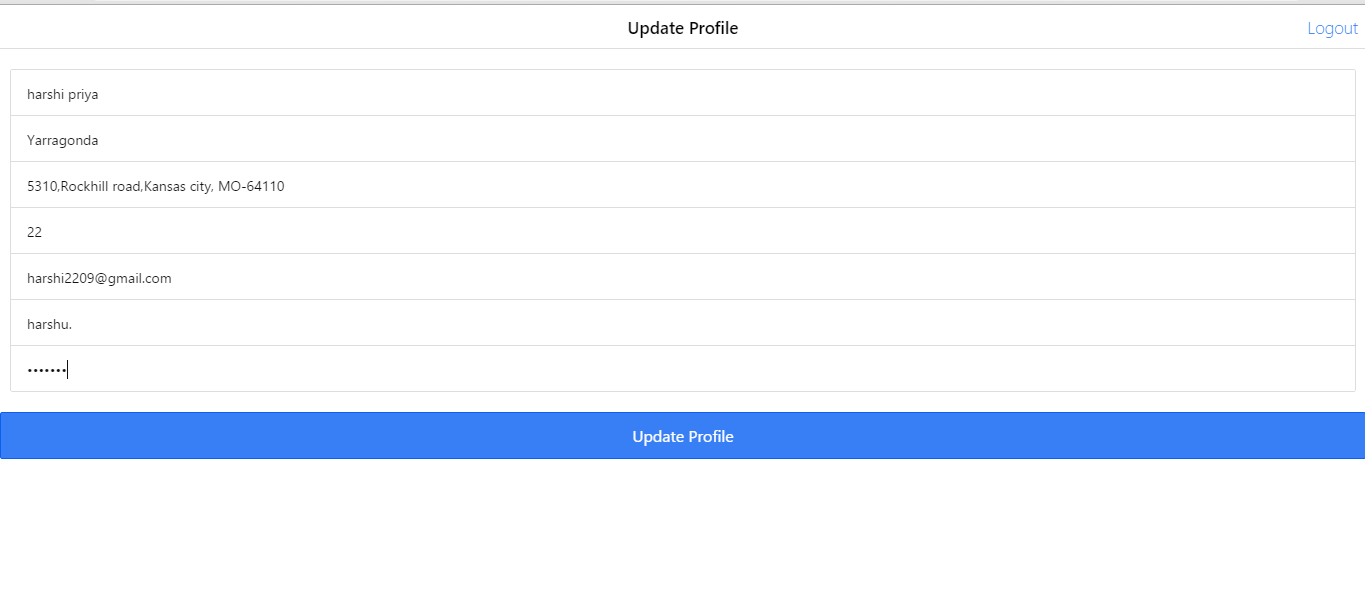 Update Profile
Logout
harshi priya
Yarragonda
5310,Rockhill road,Kansas city, MO-64110
22
harshi2209@gmail.com
harshu.
•••••••
Update Profile